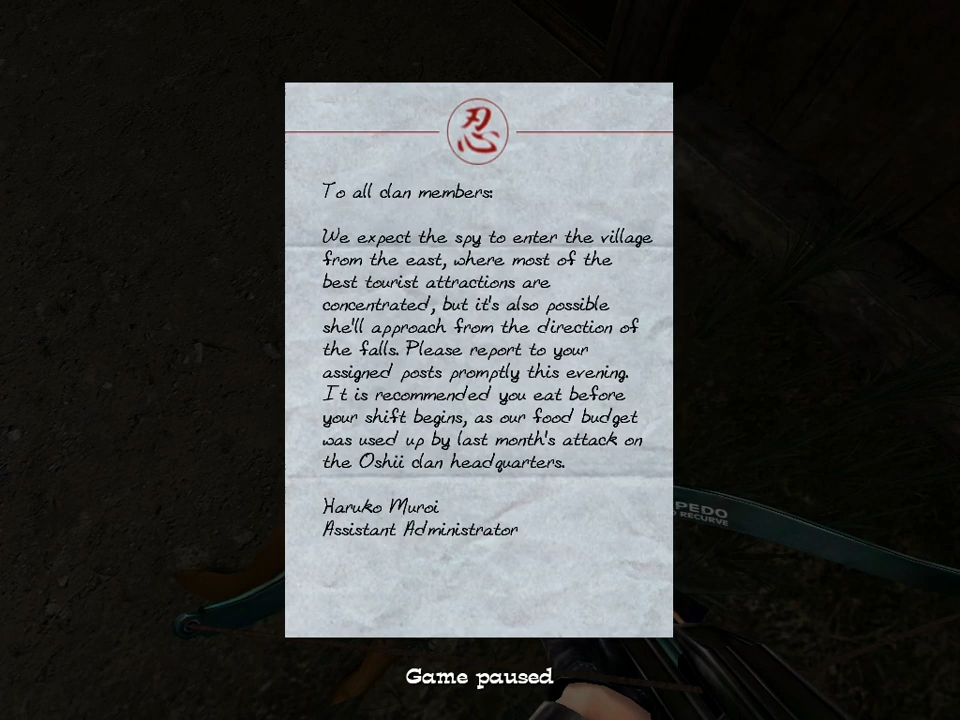 忍
To all clan members:
We expect the spy to enter the village
from the east, where most of the
best tourist attractions are
concentrated, but it's also possible
she'll approach from the direction of
the falls. Please report to your
assigned posts promptly this evening.
It is recommended you eat before
your shift begins, as our food budget
was used up by last month's attack on
the Oshii clan headquarters.
Haruko Muroi
Assistant Administrator
PEDO
RECURVE
Game paused